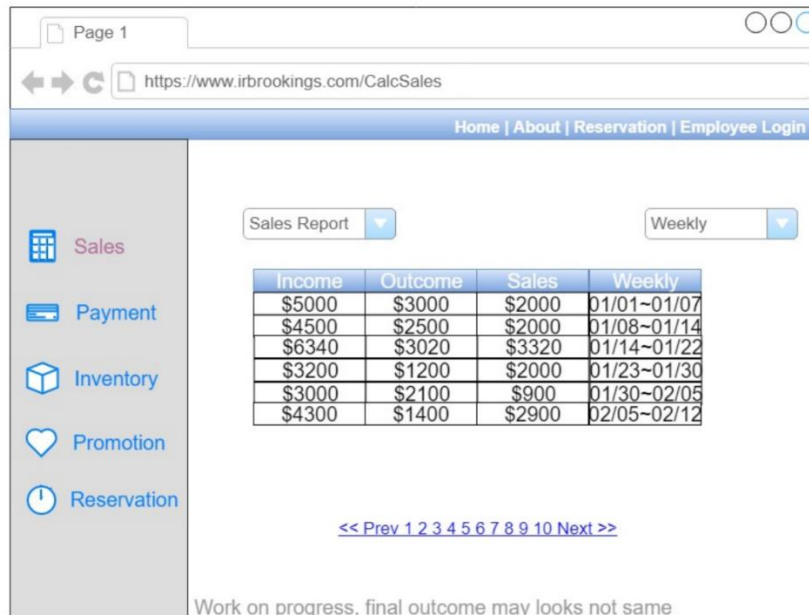 Page 1
https://www.irbrookings.com/CalcSales
Home | About | Reservation | Employee Login
Sales
Payment
Inventory
Promotion
Reservation
Sales Report
Weekly
Income Outcome Sales Weekly
$5000 $3000 $2000 01/01~01/07
$4500 $2500 $2000 01/08~01/14
$6340 $3020 $3320 01/14~01/22
$3200 $1200 $2000 01/23~01/30
$3000 $2100 $900 01/30~02/05
$4300 $1400 $2900 02/05~02/12
<< Prev 1 2 3 4 5 6 7 8 9 10 Next >>
Work on progress, final outcome may looks not same